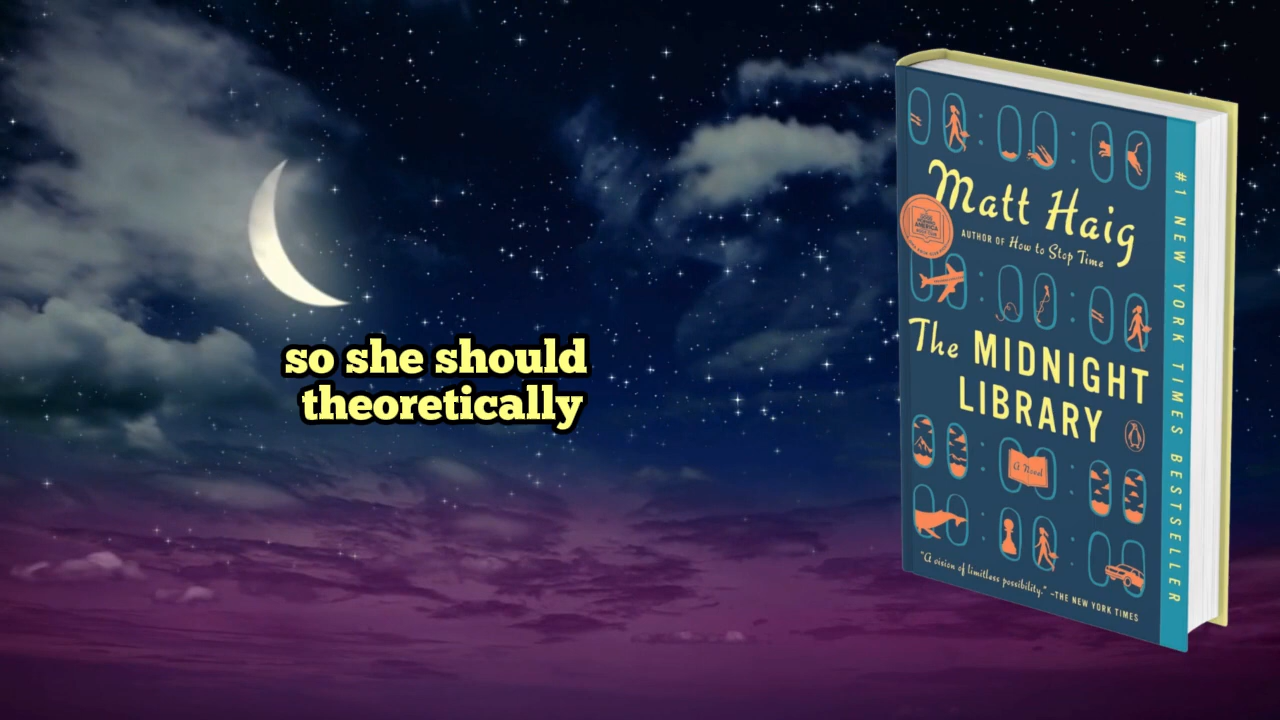 so she should
theoretically
Matt Haig
AUTHOR OF How to Stop Time
The MIDNIGHT
LIBRARY
A Novel
"A vision of limitless possibility." –THE NEW YORK TIMES
#1 NEW YORK TIMES BESTSELLER